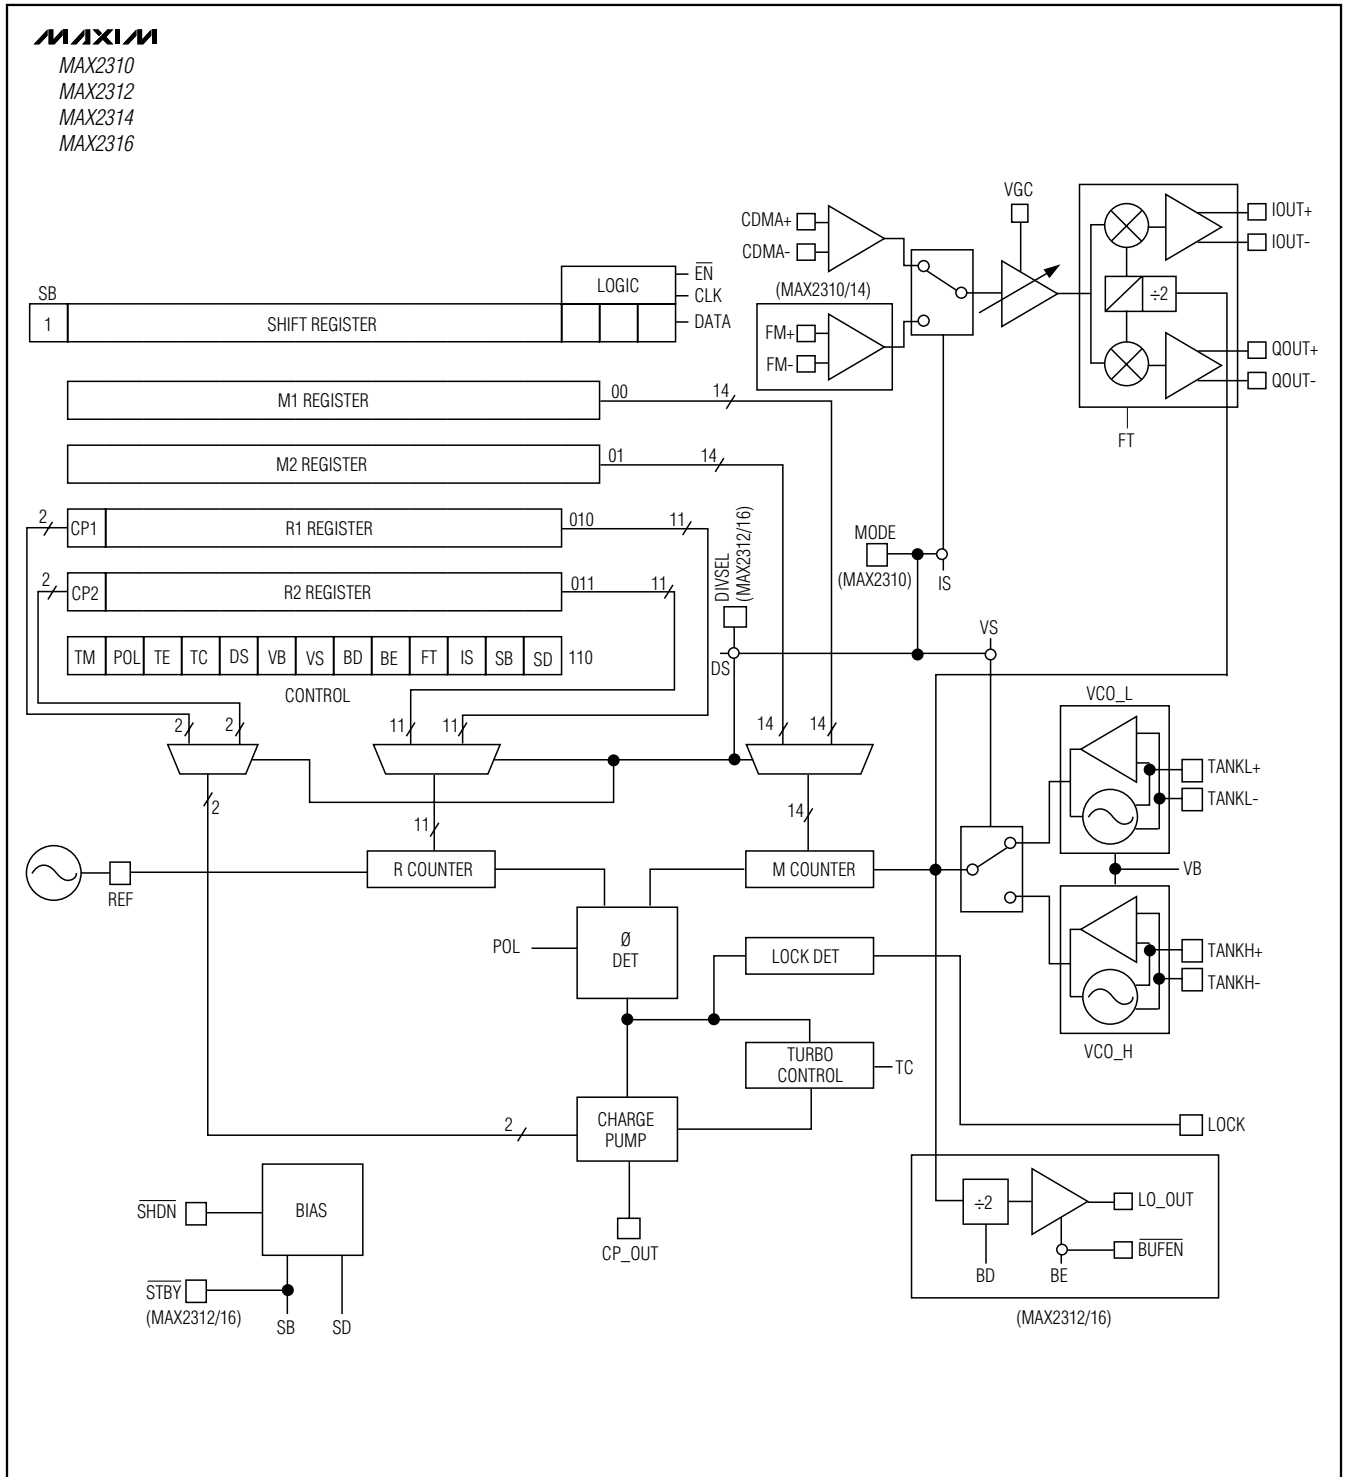 MAXIM
MAX2310
MAX2312
MAX2314
MAX2316
VGC
CDMA+
CDMA-
(MAX2310/14)
FM+
FM-
IOUT+
IOUT-
÷2
QOUT+
QOUT-
FT
SB
1
SHIFT REGISTER
LOGIC
EN
CLK
DATA
M1 REGISTER
00
14
M2 REGISTER
01
14
2
CP1
R1 REGISTER
010
11
2
CP2
R2 REGISTER
011
11
TM POL TE TC DS VB VS BD BE FT IS SB SD 110
CONTROL
DIVSEL
(MAX2312/16)
MODE
(MAX2310)
IS
DS
VS
2
2
11
11
14
14
2
11
14
VCO_L
TANKL+
TANKL-
REF
R COUNTER
M COUNTER
VB
POL
Ø
DET
LOCK DET
TANKH+
TANKH-
VCO_H
TURBO
CONTROL
TC
CHARGE
PUMP
2
LOCK
CP_OUT
SHDN
BIAS
STBY
(MAX2312/16)
SB
SD
÷2
LO_OUT
BUFEN
BD
BE
(MAX2312/16)